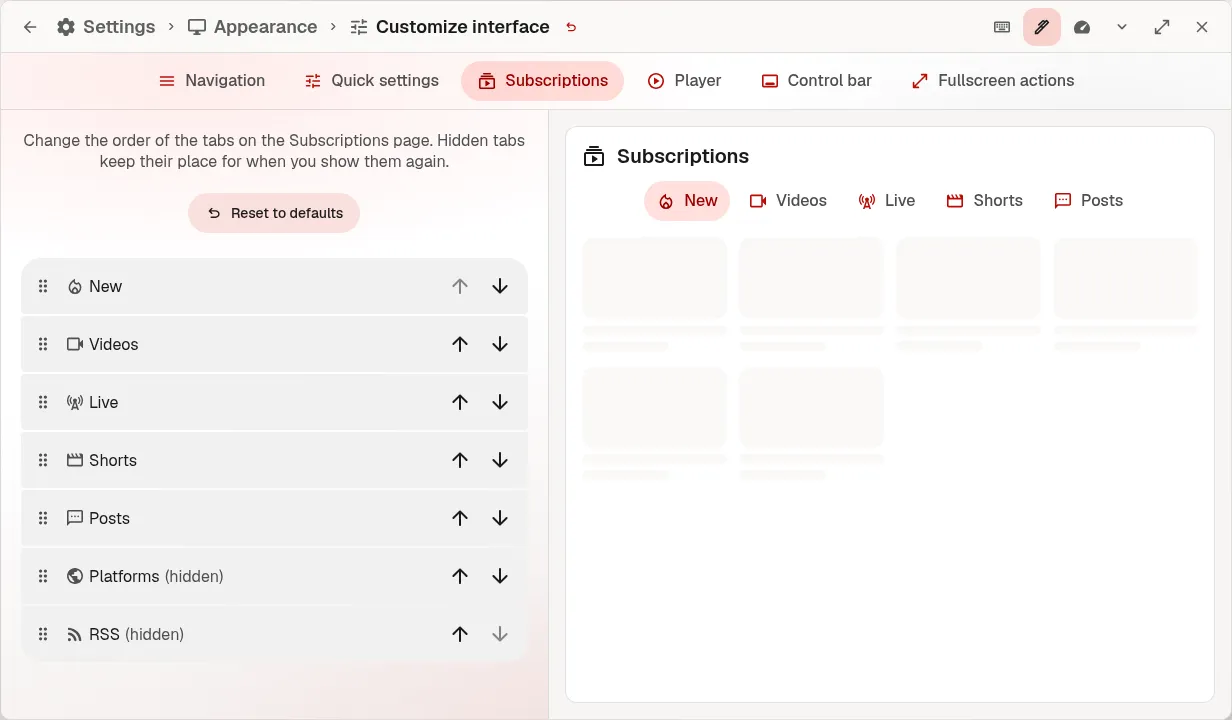 Settings > Appearance > Customize interface
Navigation Quick settings Subscriptions Player Control bar Fullscreen actions
Change the order of the tabs on the Subscriptions page. Hidden tabs
keep their place for when you show them again.
Reset to defaults
New
Videos
Live
Shorts
Posts
Platforms (hidden)
RSS (hidden)
Subscriptions
New Videos Live Shorts Posts